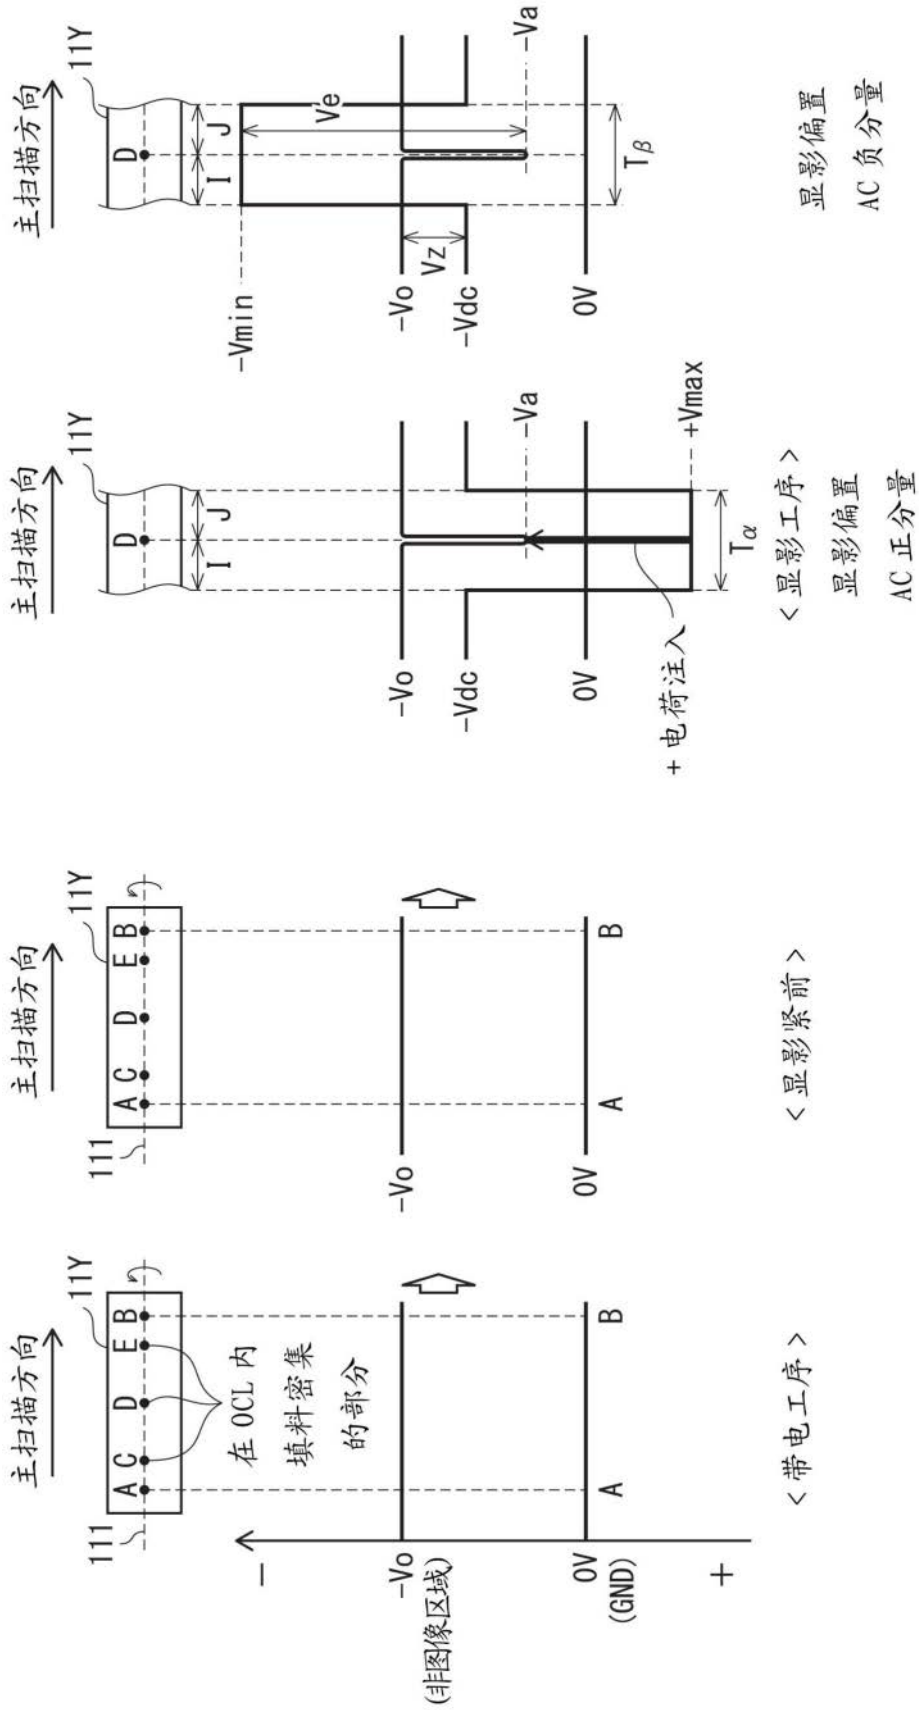 主扫描方向
11Y
111
A C D E B
在 OCL 内
填料密集
的部分
−
-Vo
(非图像区域)
0V
(GND)
+
A B
<带电工序>
主扫描方向
11Y
111
A C D E B
-Vo
0V
A B
<显影紧前>
主扫描方向
11Y
D
I J
-Vo
-Vdc
-Va
0V
+Vmax
Tα
+电荷注入
<显影工序>
显影偏置
AC 正分量
主扫描方向
11Y
D
I J
-Vmin
Ve
-Vo
Vz
-Vdc
-Va
0V
Tβ
显影偏置
AC 负分量